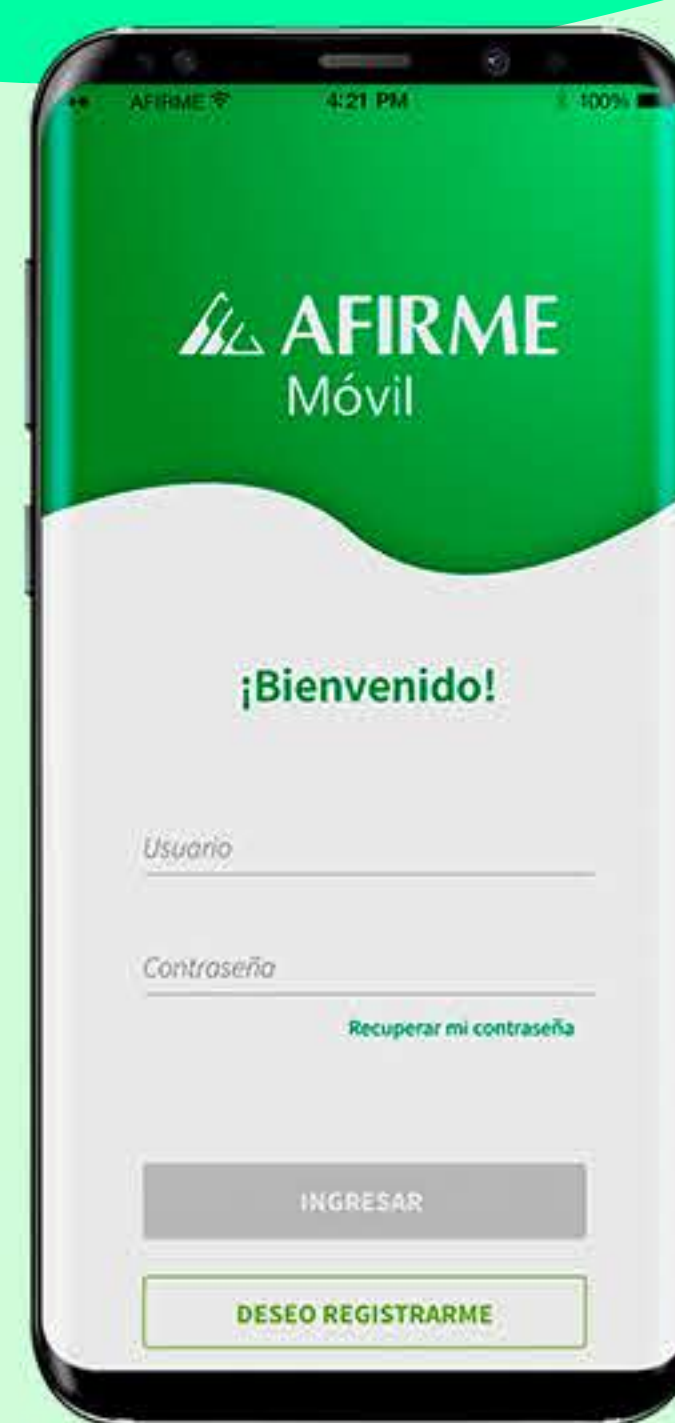 AFIRME 4:21 PM 100%
AFIRME
Móvil
¡Bienvenido!
Usuario
Contraseña
Recuperar mi contraseña
INGRESAR
DESEO REGISTRARME